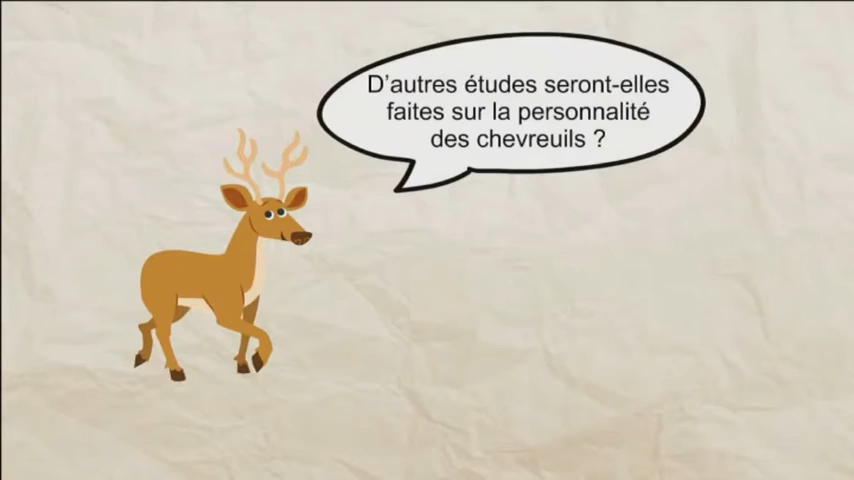 D’autres études seront-elles
faites sur la personnalité
des chevreuils ?